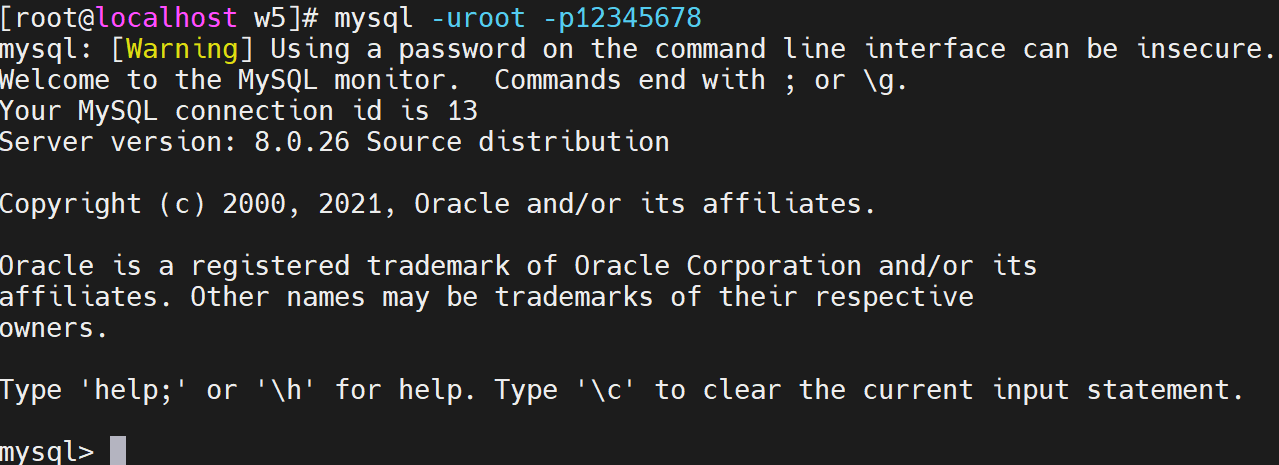 [root@localhost w5]# mysql -uroot -p12345678
mysql: [Warning] Using a password on the command line interface can be insecure.
Welcome to the MySQL monitor.  Commands end with ; or \g.
Your MySQL connection id is 13
Server version: 8.0.26 Source distribution
Copyright (c) 2000, 2021, Oracle and/or its affiliates.
Oracle is a registered trademark of Oracle Corporation and/or its
affiliates. Other names may be trademarks of their respective
owners.
Type 'help;' or '\h' for help. Type '\c' to clear the current input statement.
mysql>